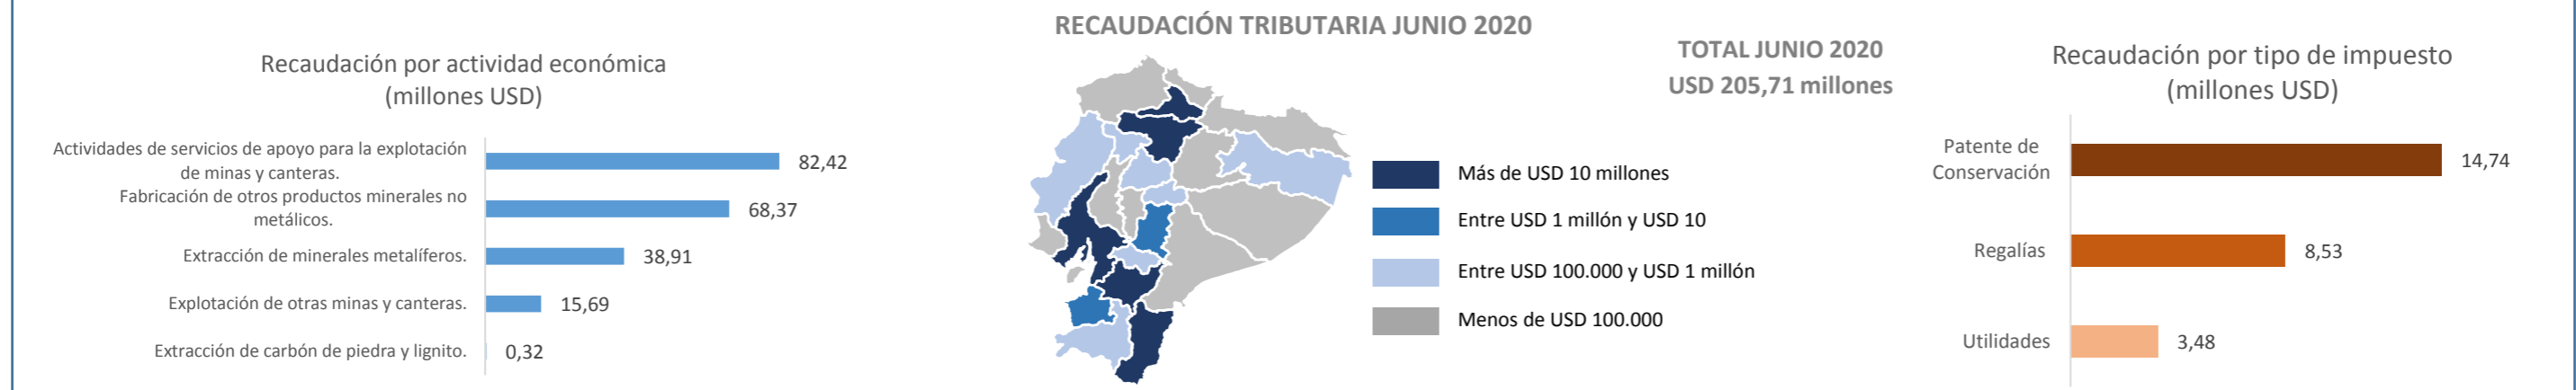 RECAUDACIÓN TRIBUTARIA JUNIO 2020
Recaudación por actividad económica
(millones USD)
Actividades de servicios de apoyo para la explotación
de minas y canteras.
82,42
Fabricación de otros productos minerales no
metálicos.
68,37
Extracción de minerales metalíferos.
38,91
Explotación de otras minas y canteras.
15,69
Extracción de carbón de piedra y lignito.
0,32
TOTAL JUNIO 2020
USD 205,71 millones
Más de USD 10 millones
Entre USD 1 millón y USD 10
Entre USD 100.000 y USD 1 millón
Menos de USD 100.000
Recaudación por tipo de impuesto
(millones USD)
Patente de
Conservación
14,74
Regalías
8,53
Utilidades
3,48